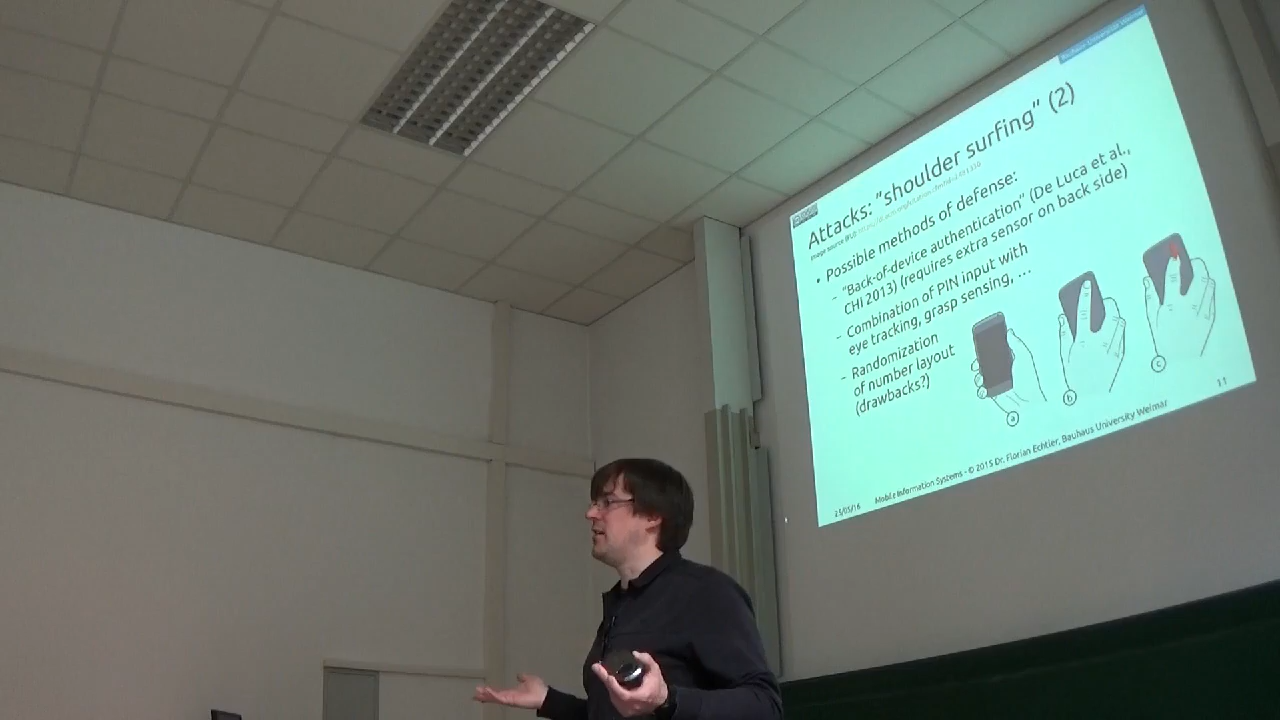 Attacks: "shoulder surfing" (2)
• Possible methods of defense:
– "Back-of-device authentication" (De Luca et al.,
CHI 2013) (requires extra sensor on back side)
– Combination of PIN input with
eye tracking, grasp sensing, …
– Randomization
of number layout
(drawbacks?)
a
b
c
11
Mobile Information Systems - © 2015 Dr. Florian Echtler, Bauhaus University Weimar